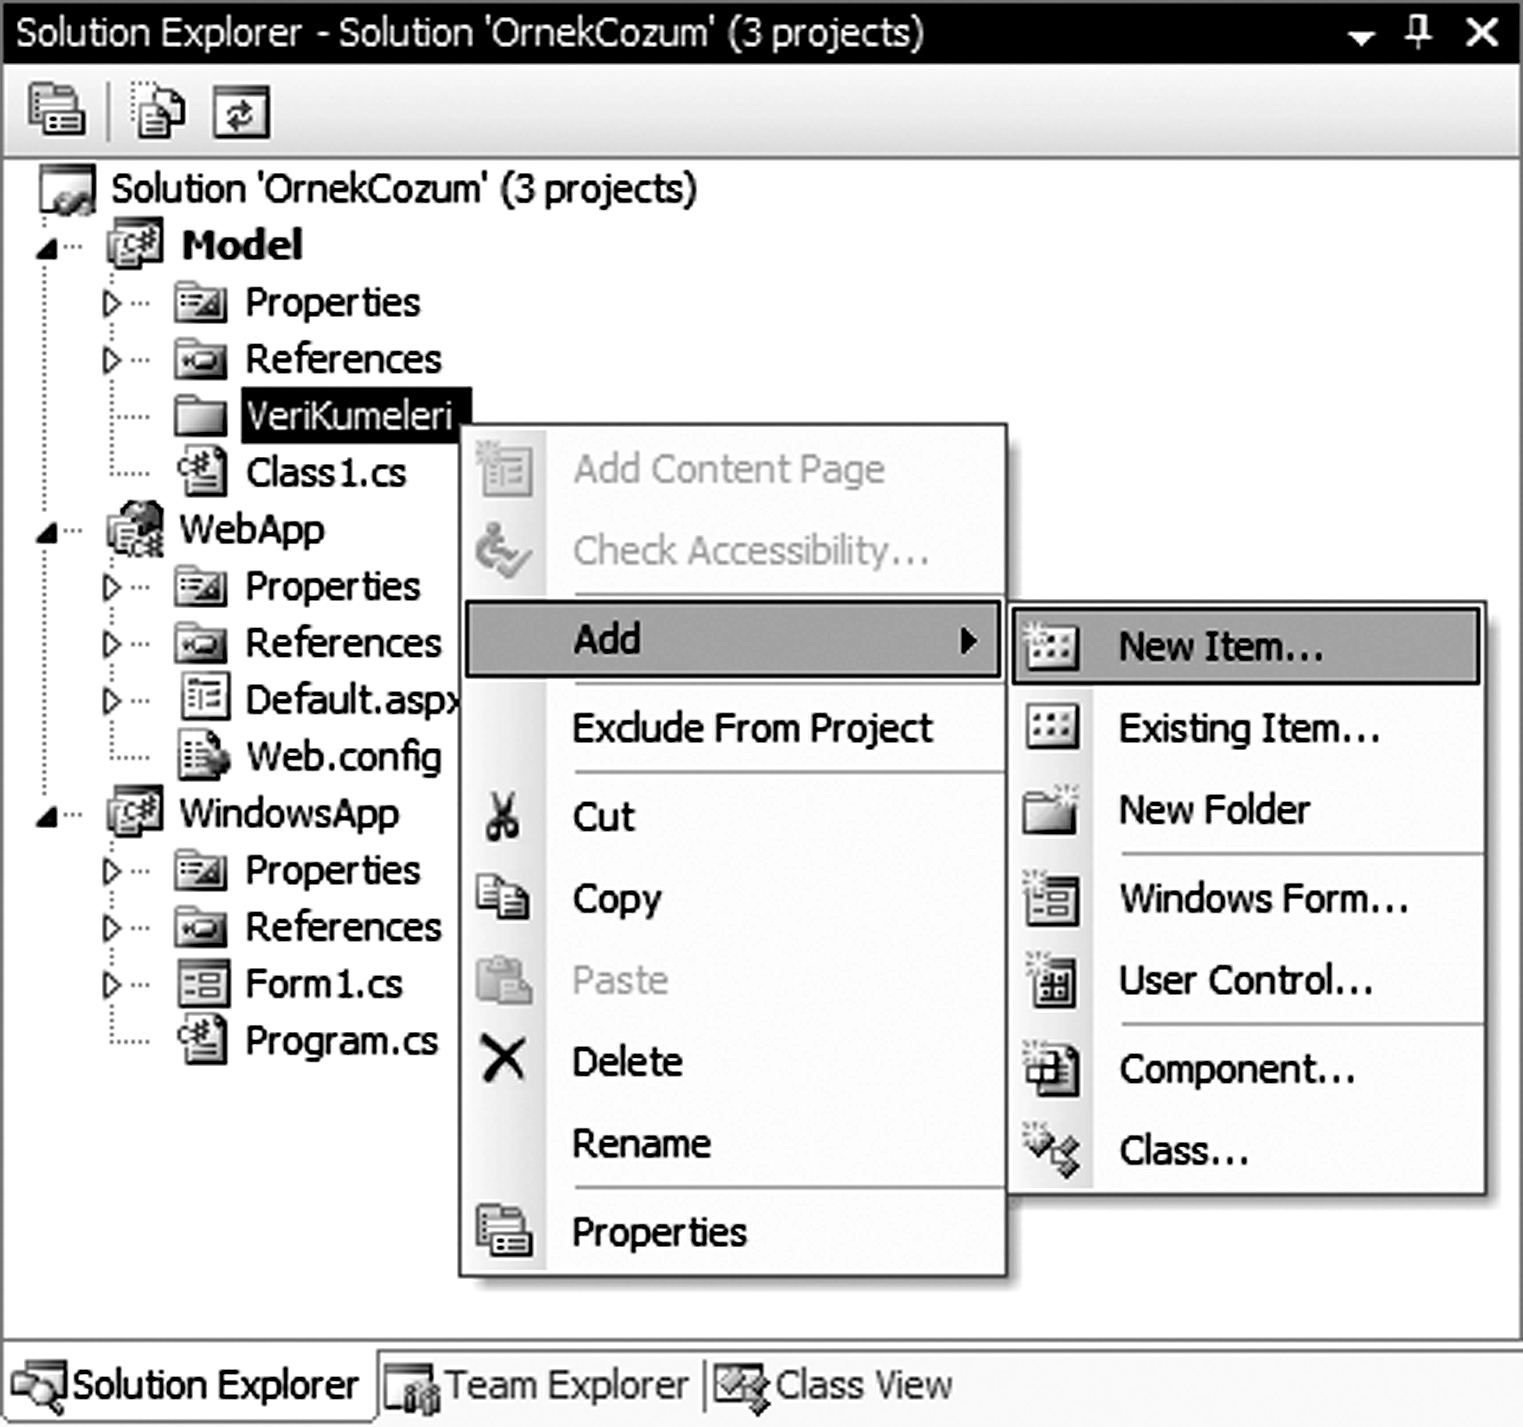 Solution Explorer - Solution 'OrnekCozum' (3 projects)
Solution 'OrnekCozum' (3 projects)
Model
Properties
References
VeriKumeleri
Class1.cs
WebApp
Properties
References
Default.aspx
Web.config
WindowsApp
Properties
References
Form1.cs
Program.cs
Add Content Page
Check Accessibility...
Add
Exclude From Project
Cut
Copy
Paste
Delete
Rename
Properties
New Item...
Existing Item...
New Folder
Windows Form...
User Control...
Component...
Class...
Solution Explorer
Team Explorer
Class View